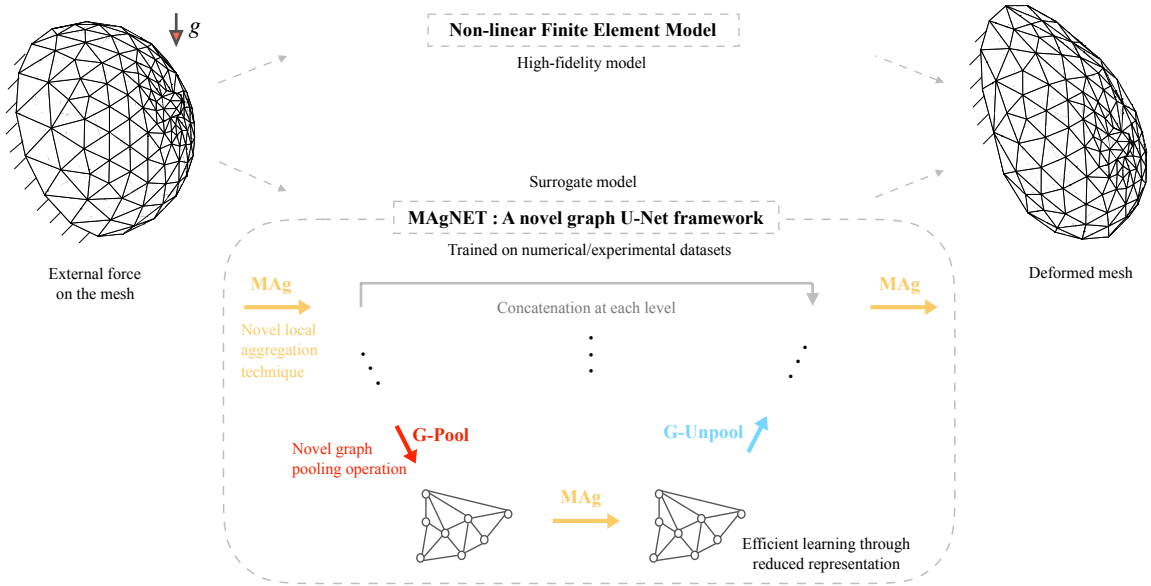 g
Non-linear Finite Element Model
High-fidelity model
Surrogate model
MAgNET : A novel graph U-Net framework
Trained on numerical/experimental datasets
External force
on the mesh
Deformed mesh
MAg
Concatenation at each level
MAg
Novel local
aggregation
technique
G-Pool
G-Unpool
Novel graph
pooling operation
MAg
Efficient learning through
reduced representation